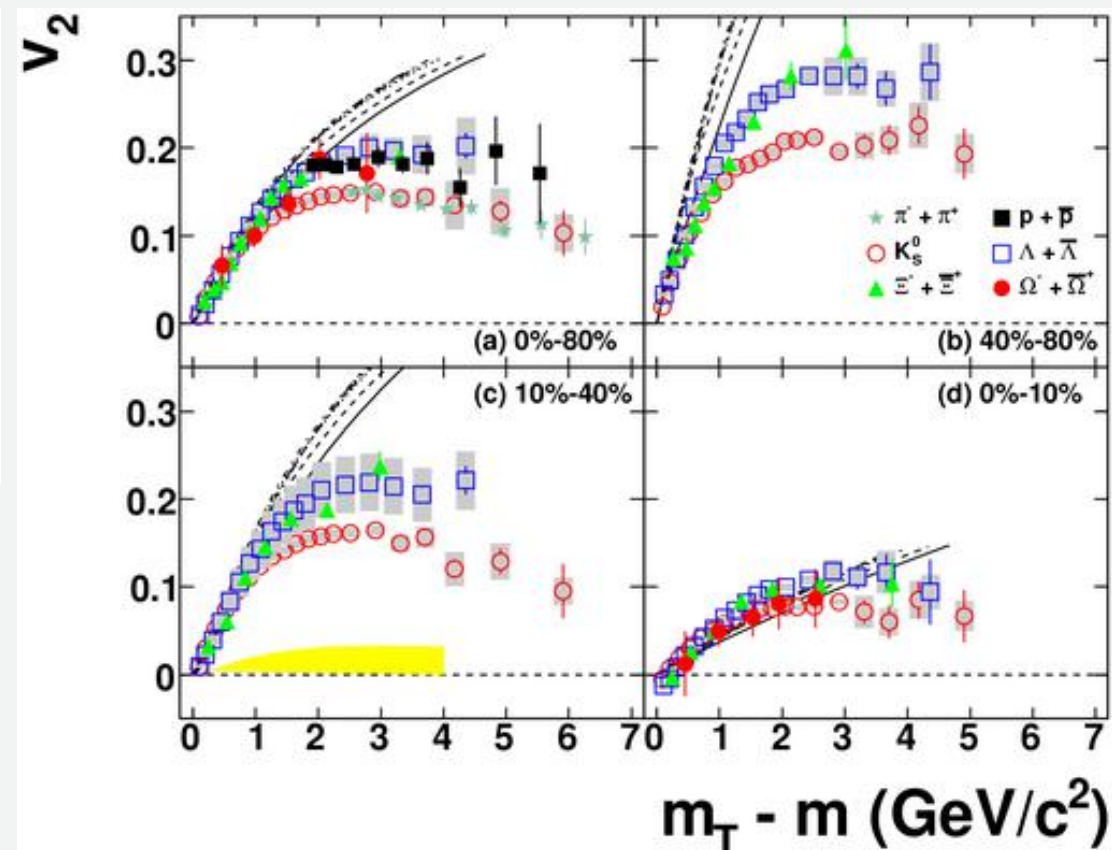 v₂
0.3
0.2
0.1
0
(a) 0%-80%
π⁻ + π⁺
p + p̅
K⁰ₛ
Λ + Λ̅
Ξ⁻ + Ξ̅⁺
Ω⁻ + Ω̅⁺
(b) 40%-80%
0.3
0.2
0.1
0
(c) 10%-40%
(d) 0%-10%
0 1 2 3 4 5 6 7 0 1 2 3 4 5 6 7
m_T - m (GeV/c²)